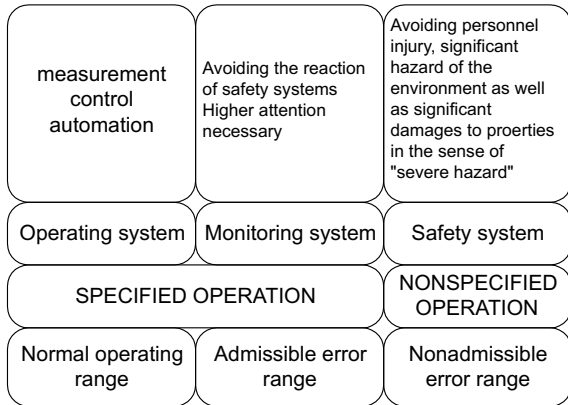 measurement
control
automation
Avoiding the reaction
of safety systems
Higher attention
necessary
Avoiding personnel
injury, significant
hazard of the
environment as well
as significant
damages to proerties
in the sense of
"severe hazard"
Operating system
Monitoring system
Safety system
SPECIFIED OPERATION
NONSPECIFIED
OPERATION
Normal operating
range
Admissible error
range
Nonadmissible
error range